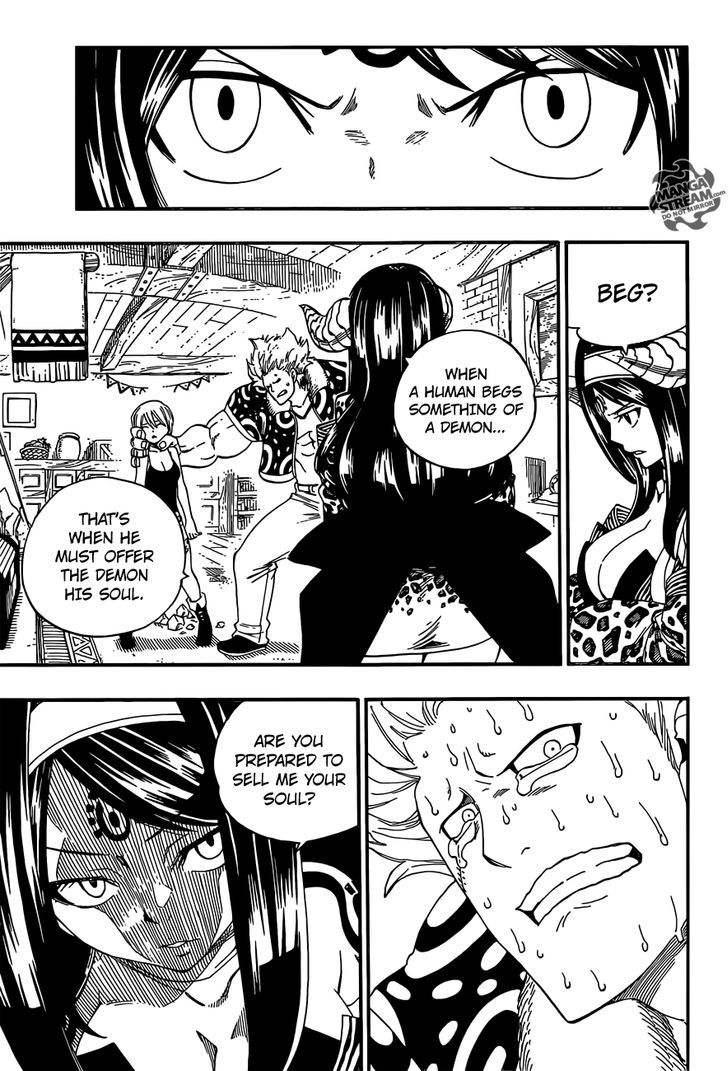 MANGA
STREAM.com
DO NOT MIRROR
BEG?
WHEN
A HUMAN BEGS
SOMETHING OF
A DEMON...
THAT'S
WHEN HE
MUST OFFER
THE DEMON
HIS SOUL.
ARE YOU
PREPARED TO
SELL ME YOUR
SOUL?